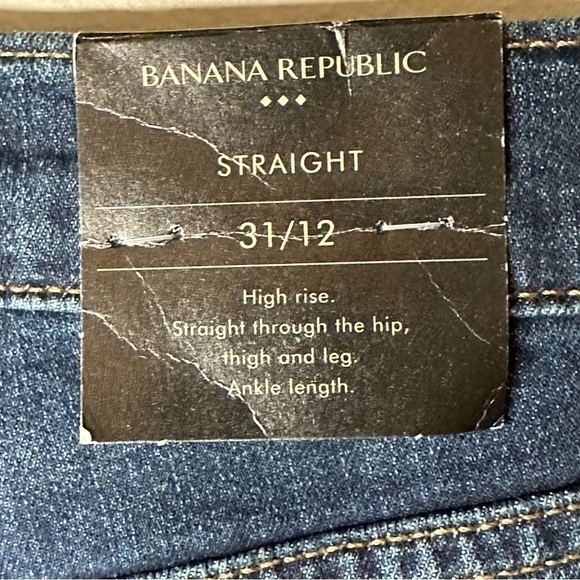 BANANA REPUBLIC
STRAIGHT
31/12
High rise.
Straight through the hip,
thigh and leg.
Ankle length.